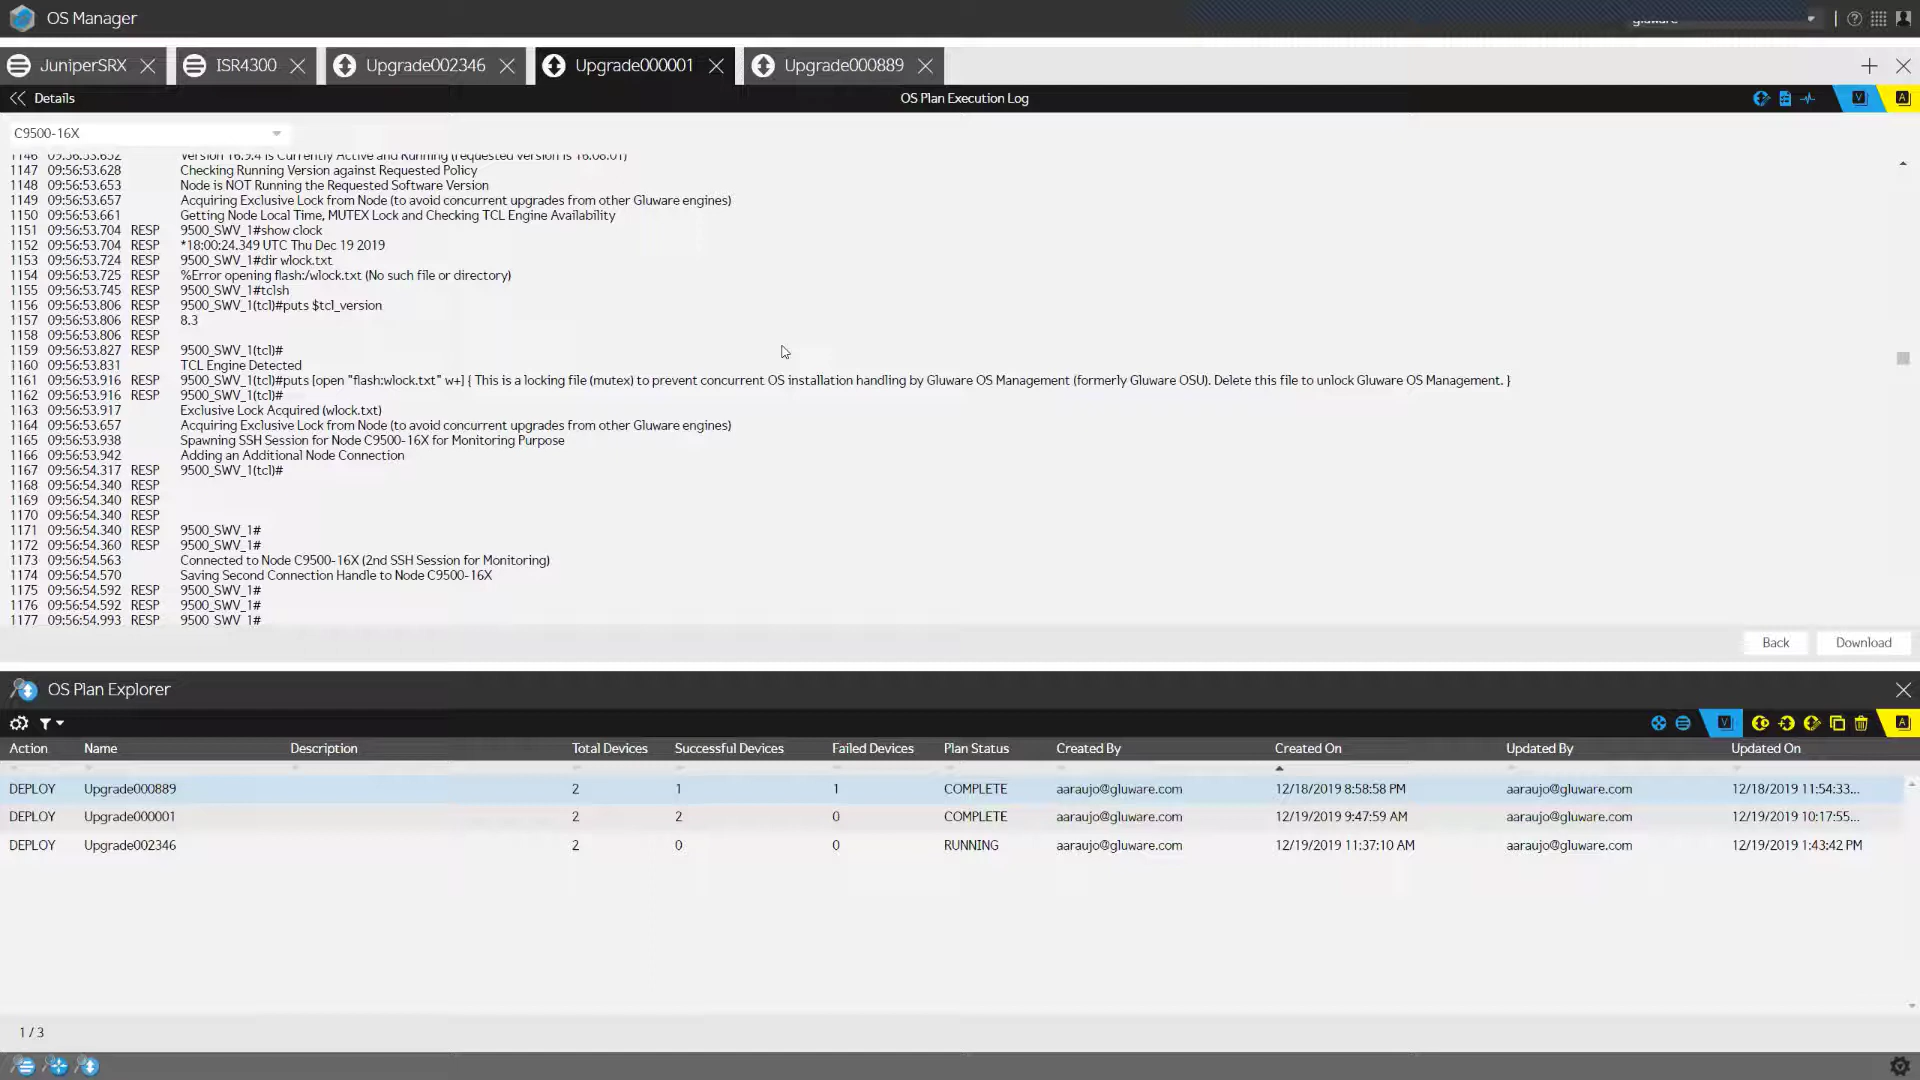 OS Manager
JuniperSRX
ISR4300
Upgrade002346
Upgrade000001
Upgrade000889
Details
OS Plan Execution Log
V
A
C9500-16X
1146 09:56:53.652 Version 16.9.4 is Currently Active and Running (requested version is 16.08.01)
1147 09:56:53.628 Checking Running Version against Requested Policy
1148 09:56:53.653 Node is NOT Running the Requested Software Version
1149 09:56:53.657 Acquiring Exclusive Lock from Node (to avoid concurrent upgrades from other Gluware engines)
1150 09:56:53.661 Getting Node Local Time, MUTEX Lock and Checking TCL Engine Availability
1151 09:56:53.704 RESP 9500_SWV_1#show clock
1152 09:56:53.704 RESP *18:00:24.349 UTC Thu Dec 19 2019
1153 09:56:53.724 RESP 9500_SWV_1#dir wlock.txt
1154 09:56:53.725 RESP %Error opening flash:/wlock.txt (No such file or directory)
1155 09:56:53.745 RESP 9500_SWV_1#tclsh
1156 09:56:53.806 RESP 9500_SWV_1(tcl)#puts $tcl_version
1157 09:56:53.806 RESP 8.3
1158 09:56:53.806 RESP
1159 09:56:53.827 RESP 9500_SWV_1(tcl)#
1160 09:56:53.831 TCL Engine Detected
1161 09:56:53.916 RESP 9500_SWV_1(tcl)#puts [open "flash:wlock.txt" w+] { This is a locking file (mutex) to prevent concurrent OS installation handling by Gluware OS Management (formerly Gluware OSU). Delete this file to unlock Gluware OS Management. }
1162 09:56:53.916 RESP 9500_SWV_1(tcl)#
1163 09:56:53.917 Exclusive Lock Acquired (wlock.txt)
1164 09:56:53.657 Acquiring Exclusive Lock from Node (to avoid concurrent upgrades from other Gluware engines)
1165 09:56:53.938 Spawning SSH Session for Node C9500-16X for Monitoring Purpose
1166 09:56:53.942 Adding an Additional Node Connection
1167 09:56:54.317 RESP 9500_SWV_1(tcl)#
1168 09:56:54.340 RESP
1169 09:56:54.340 RESP
1170 09:56:54.340 RESP
1171 09:56:54.340 RESP 9500_SWV_1#
1172 09:56:54.360 RESP 9500_SWV_1#
1173 09:56:54.563 Connected to Node C9500-16X (2nd SSH Session for Monitoring)
1174 09:56:54.570 Saving Second Connection Handle to Node C9500-16X
1175 09:56:54.592 RESP 9500_SWV_1#
1176 09:56:54.592 RESP 9500_SWV_1#
1177 09:56:54.993 RESP 9500_SWV_1#
Back
Download
OS Plan Explorer
V
A
Action Name Description Total Devices Successful Devices Failed Devices Plan Status Created By Created On Updated By Updated On
DEPLOY Upgrade000889 2 1 1 COMPLETE aaraujo@gluware.com 12/18/2019 8:58:58 PM aaraujo@gluware.com 12/18/2019 11:54:33...
DEPLOY Upgrade000001 2 2 0 COMPLETE aaraujo@gluware.com 12/19/2019 9:47:59 AM aaraujo@gluware.com 12/19/2019 10:17:55...
DEPLOY Upgrade002346 2 0 0 RUNNING aaraujo@gluware.com 12/19/2019 11:37:10 AM aaraujo@gluware.com 12/19/2019 1:43:42 PM
1 / 3